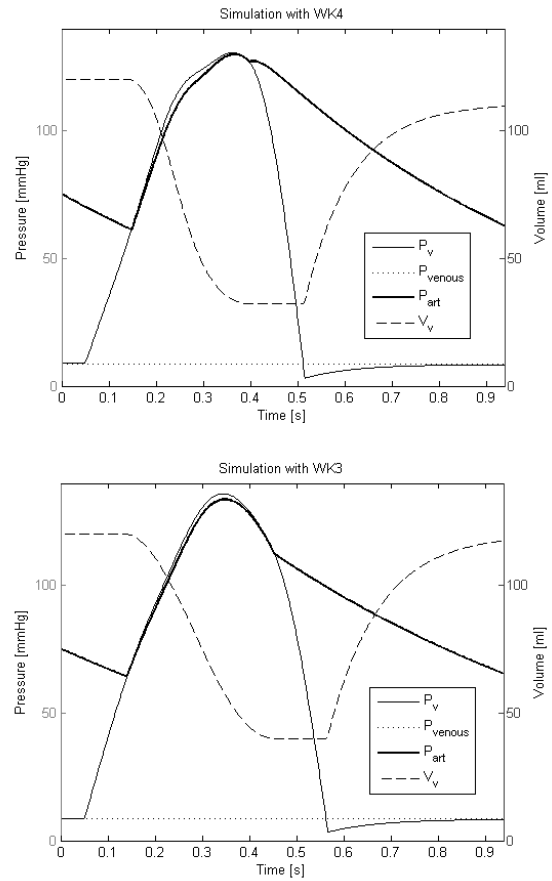 Simulation with WK4
Pressure [mmHg]
100
50
0
Volume [ml]
100
50
0
P_v
P_venous
P_art
V_v
0 0.1 0.2 0.3 0.4 0.5 0.6 0.7 0.8 0.9
Time [s]
Simulation with WK3
Pressure [mmHg]
100
50
0
Volume [ml]
100
50
0
P_v
P_venous
P_art
V_v
0 0.1 0.2 0.3 0.4 0.5 0.6 0.7 0.8 0.9
Time [s]